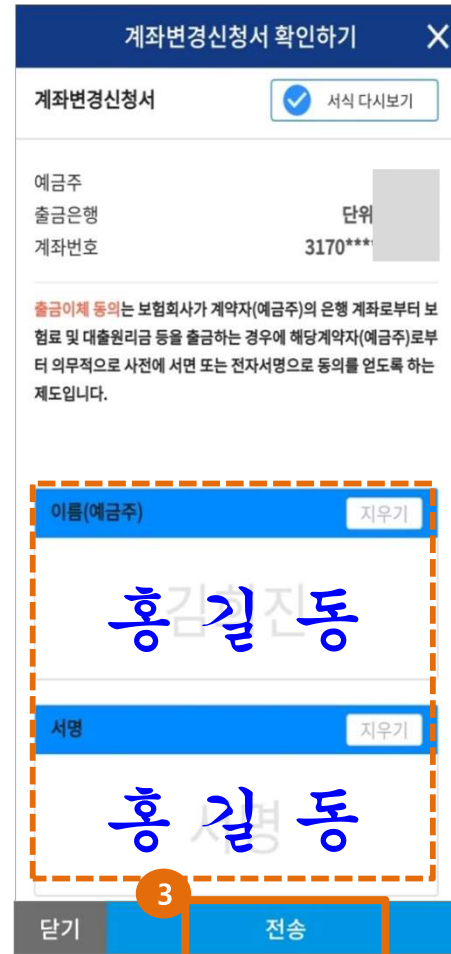 계좌변경신청서 확인하기 X
계좌변경신청서
서식 다시보기
예금주
출금은행 단위
계좌번호 3170***
출금이체 동의는 보험회사가 계약자(예금주)의 은행 계좌로부터 보
험료 및 대출원리금 등을 출금하는 경우에 해당계약자(예금주)로부
터 의무적으로 사전에 서면 또는 전자서명으로 동의를 얻도록 하는
제도입니다.
이름(예금주) 지우기
홍 길 동
서명 지우기
홍 길 동
서명
3
닫기 전송